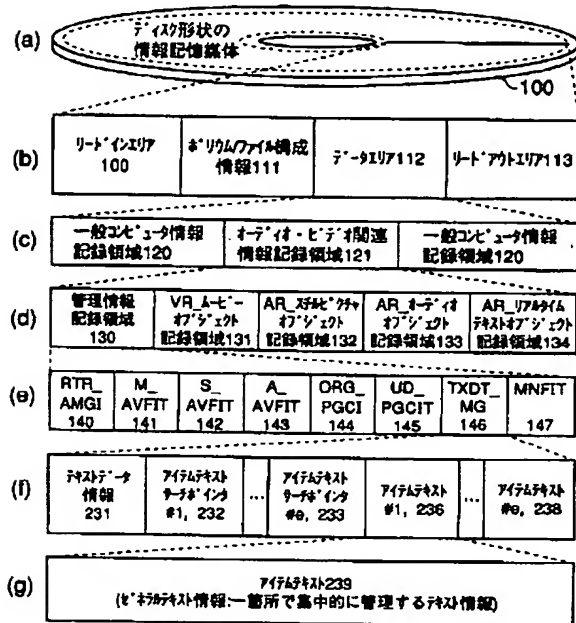 (a)
ディスク形状の
情報記憶媒体
100
(b)
リードインエリア
100
ボリウム/ファイル構成
情報111
データエリア112
リードアウトエリア113
(c)
一般コンピュータ情報
記録領域120
オーディオ・ビデオ関連
情報記録領域121
一般コンピュータ情報
記録領域120
(d)
管理情報
記録領域
130
VR_ムービー
オブジェクト
記録領域131
AR_スチルピクチャ
オブジェクト
記録領域132
AR_オーディオ
オブジェクト
記録領域133
AR_リアルタイム
テキストオブジェクト
記録領域134
(e)
RTR_
AMGI
140
M_
AVFIT
141
S_
AVFIT
142
A_
AVFIT
143
ORG_
PGCI
144
UD_
PGCIT
145
TXDT_
MG
146
MNFIT
147
(f)
テキストデータ
情報
231
アイテムテキスト
サーチポインタ
#1, 232
...
アイテムテキスト
サーチポインタ
#e, 233
アイテムテキスト
#1, 236
...
アイテムテキスト
#e, 238
(g)
アイテムテキスト239
(ビネラルテキスト情報:一箇所で集中的に管理するテキスト情報)